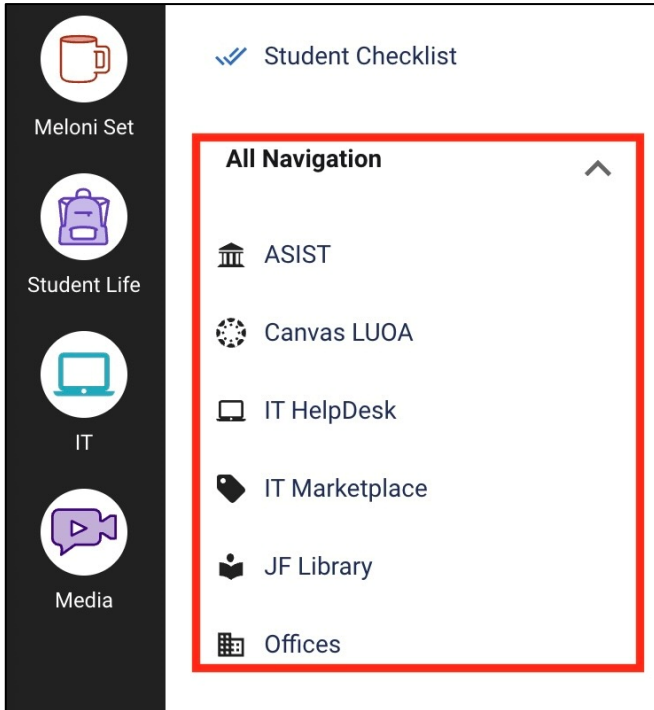 Meloni Set
Student Life
IT
Media
Student Checklist
All Navigation
ASIST
Canvas LUOA
IT HelpDesk
IT Marketplace
JF Library
Offices